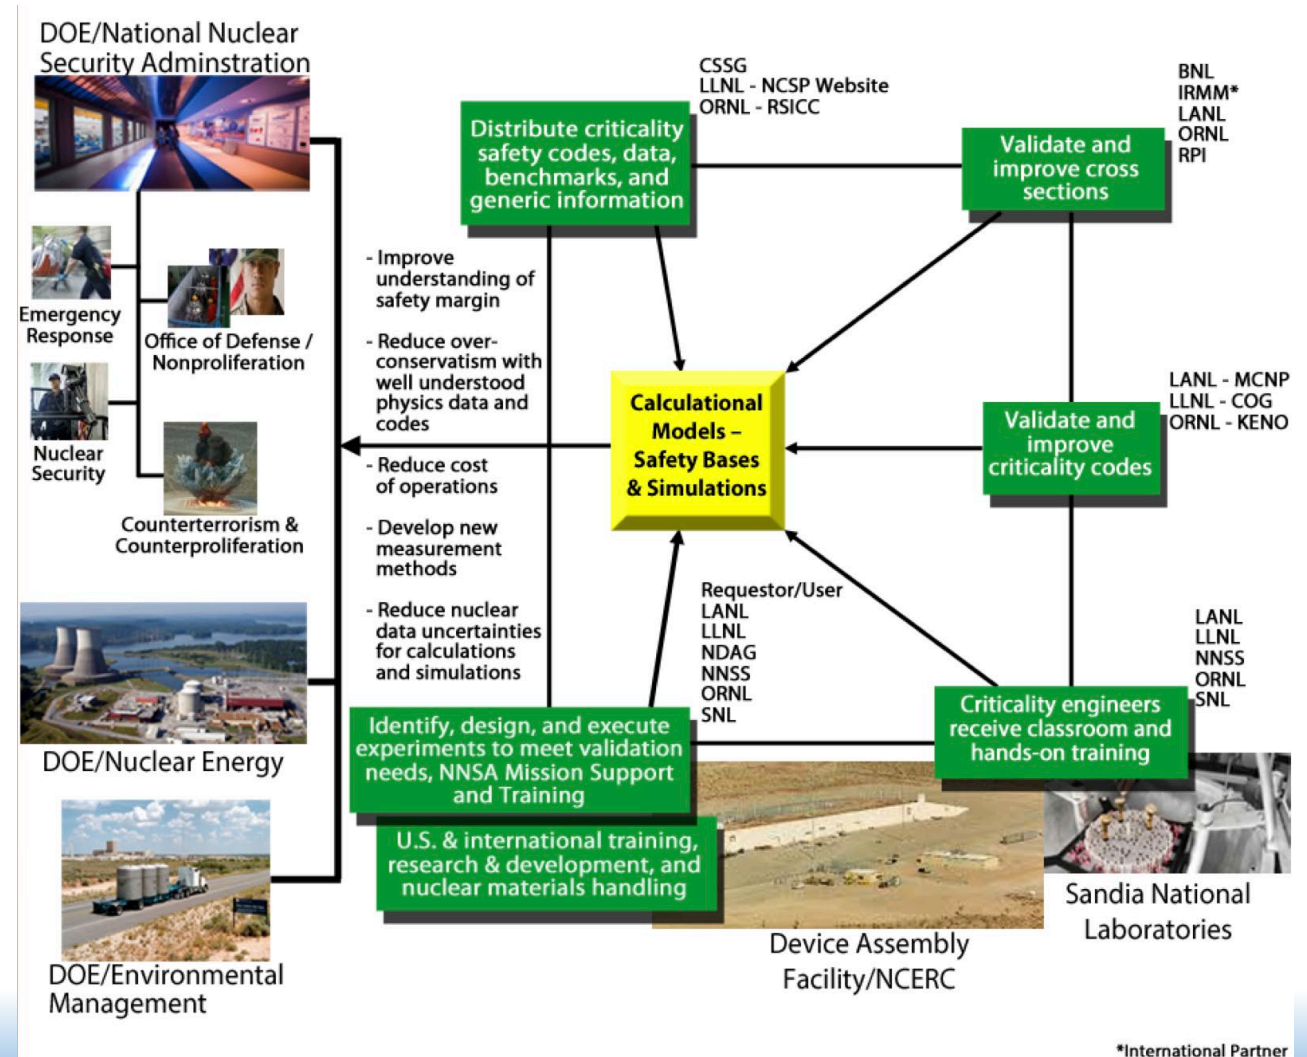 DOE/National Nuclear
Security Adminstration
Emergency
Response
Office of Defense /
Nonproliferation
Nuclear
Security
Counterterrorism &
Counterproliferation
DOE/Nuclear Energy
DOE/Environmental
Management
- Improve
understanding of
safety margin
- Reduce over-
conservatism with
well understood
physics data and
codes
- Reduce cost
of operations
- Develop new
measurement
methods
- Reduce nuclear
data uncertainties
for calculations
and simulations
Distribute criticality
safety codes, data,
benchmarks, and
generic information
CSSG
LLNL - NCSP Website
ORNL - RSICC
Validate and
improve cross
sections
BNL
IRMM*
LANL
ORNL
RPI
Calculational
Models –
Safety Bases
& Simulations
Validate and
improve
criticality codes
LANL - MCNP
LLNL - COG
ORNL - KENO
Requestor/User
LANL
LLNL
NDAG
NNSS
ORNL
SNL
Identify, design, and execute
experiments to meet validation
needs, NNSA Mission Support
and Training
U.S. & international training,
research & development, and
nuclear materials handling
Criticality engineers
receive classroom and
hands-on training
LANL
LLNL
NNSS
ORNL
SNL
Device Assembly
Facility/NCERC
Sandia National
Laboratories
*International Partner